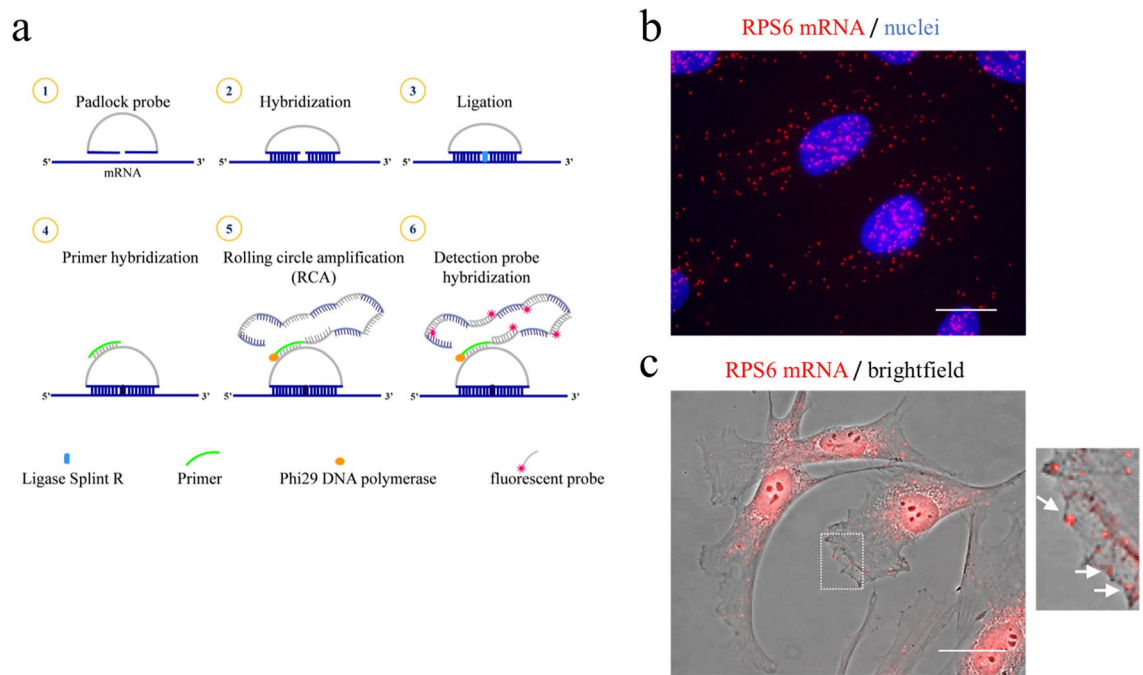 a
1
Padlock probe
5’
mRNA
3’
2
Hybridization
5’
3’
3
Ligation
5’
3’
4
Primer hybridization
5’
3’
5
Rolling circle amplification
(RCA)
5’
3’
6
Detection probe
hybridization
5’
3’
Ligase Splint R
Primer
Phi29 DNA polymerase
fluorescent probe
b
RPS6 mRNA / nuclei
c
RPS6 mRNA / brightfield